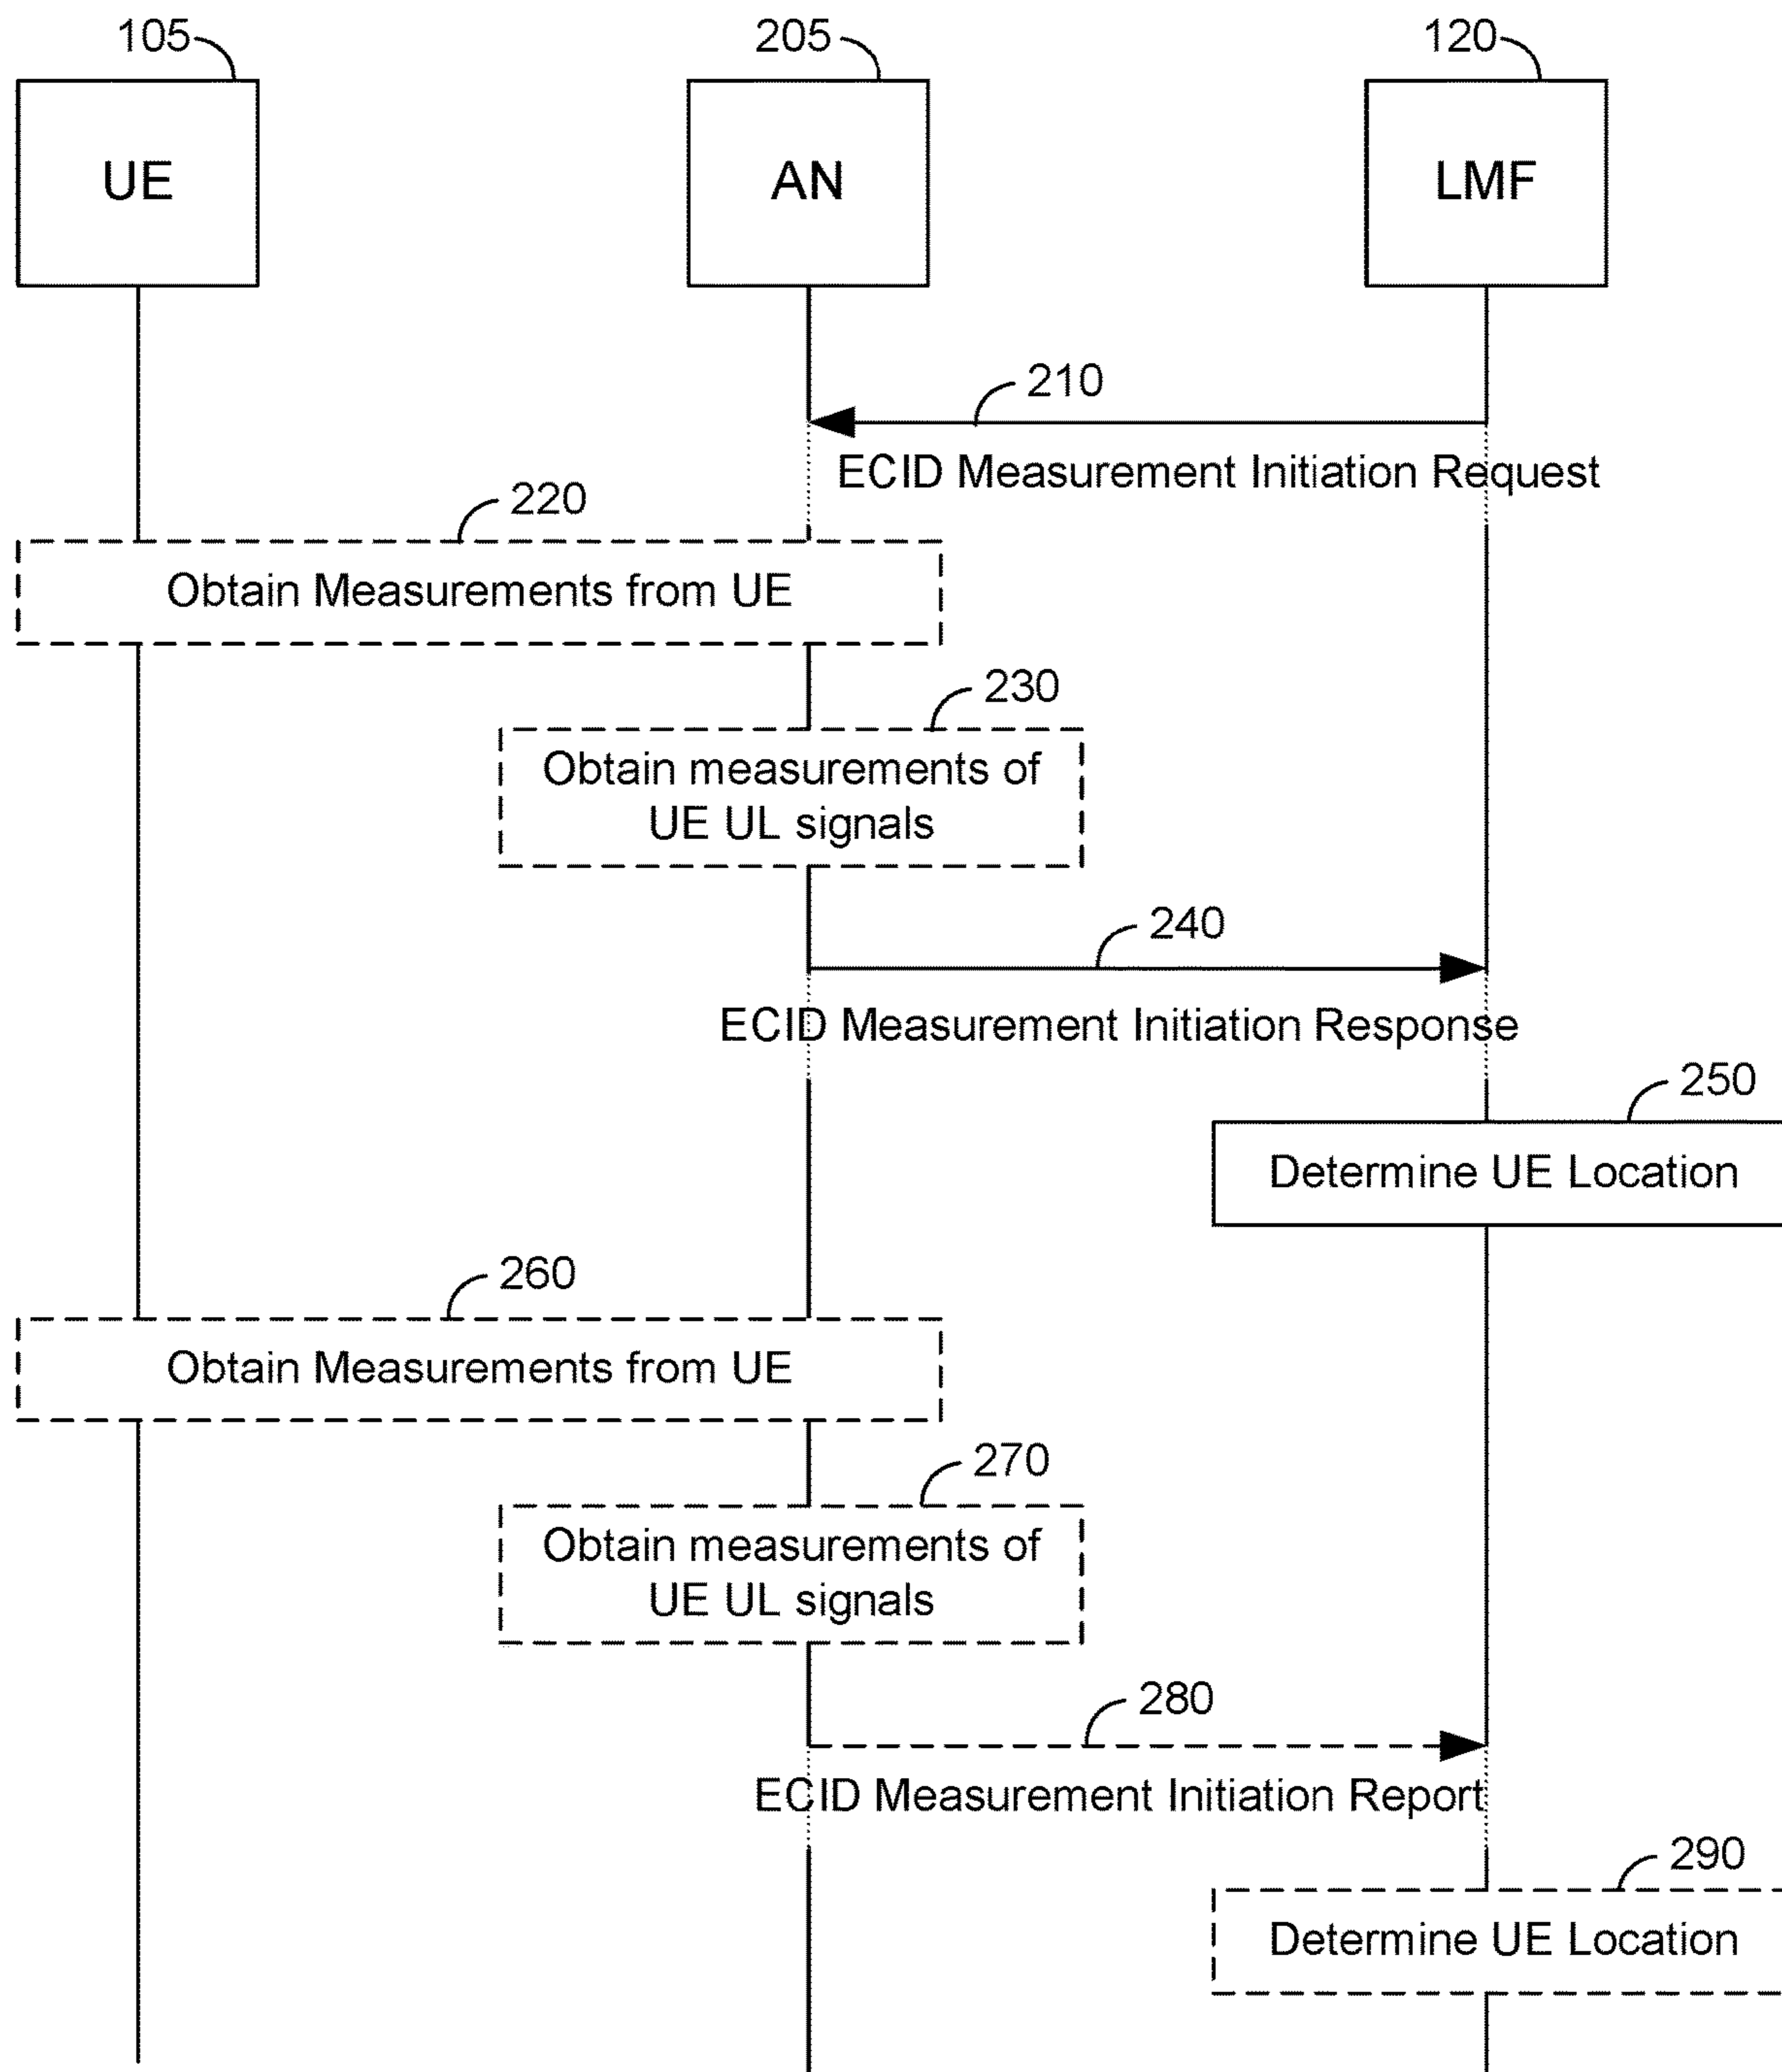 105
205
120
UE
AN
LMF
210
ECID Measurement Initiation Request
220
Obtain Measurements from UE
230
Obtain measurements of
UE UL signals
240
ECID Measurement Initiation Response
250
Determine UE Location
260
Obtain Measurements from UE
270
Obtain measurements of
UE UL signals
280
ECID Measurement Initiation Report
290
Determine UE Location